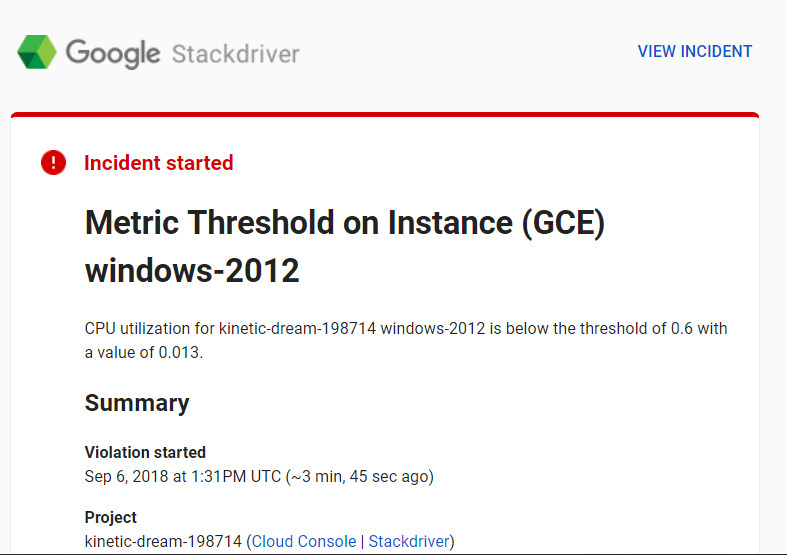 Google Stackdriver
VIEW INCIDENT
Incident started
Metric Threshold on Instance (GCE)
windows-2012
CPU utilization for kinetic-dream-198714 windows-2012 is below the threshold of 0.6 with
a value of 0.013.
Summary
Violation started
Sep 6, 2018 at 1:31PM UTC (~3 min, 45 sec ago)
Project
kinetic-dream-198714 (Cloud Console | Stackdriver)